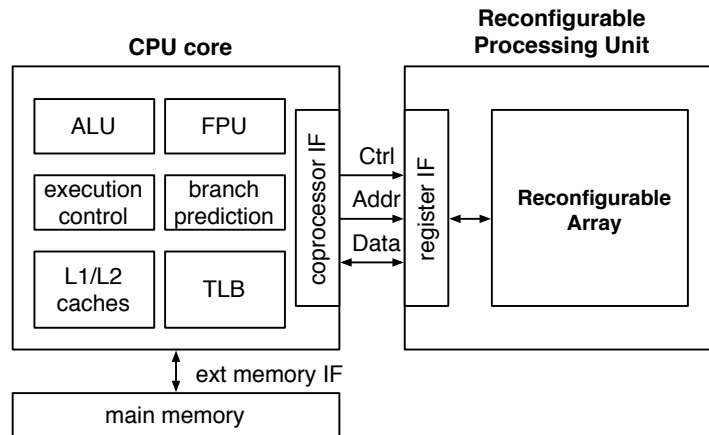 CPU core
Reconfigurable
Processing Unit
ALU
FPU
execution
control
branch
prediction
L1/L2
caches
TLB
coprocessor IF
Ctrl
Addr
Data
register IF
Reconfigurable
Array
ext memory IF
main memory